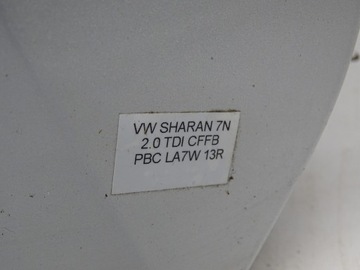 VW SHARAN 7N
2.0 TDI CFFB
PBC LA7W 13R